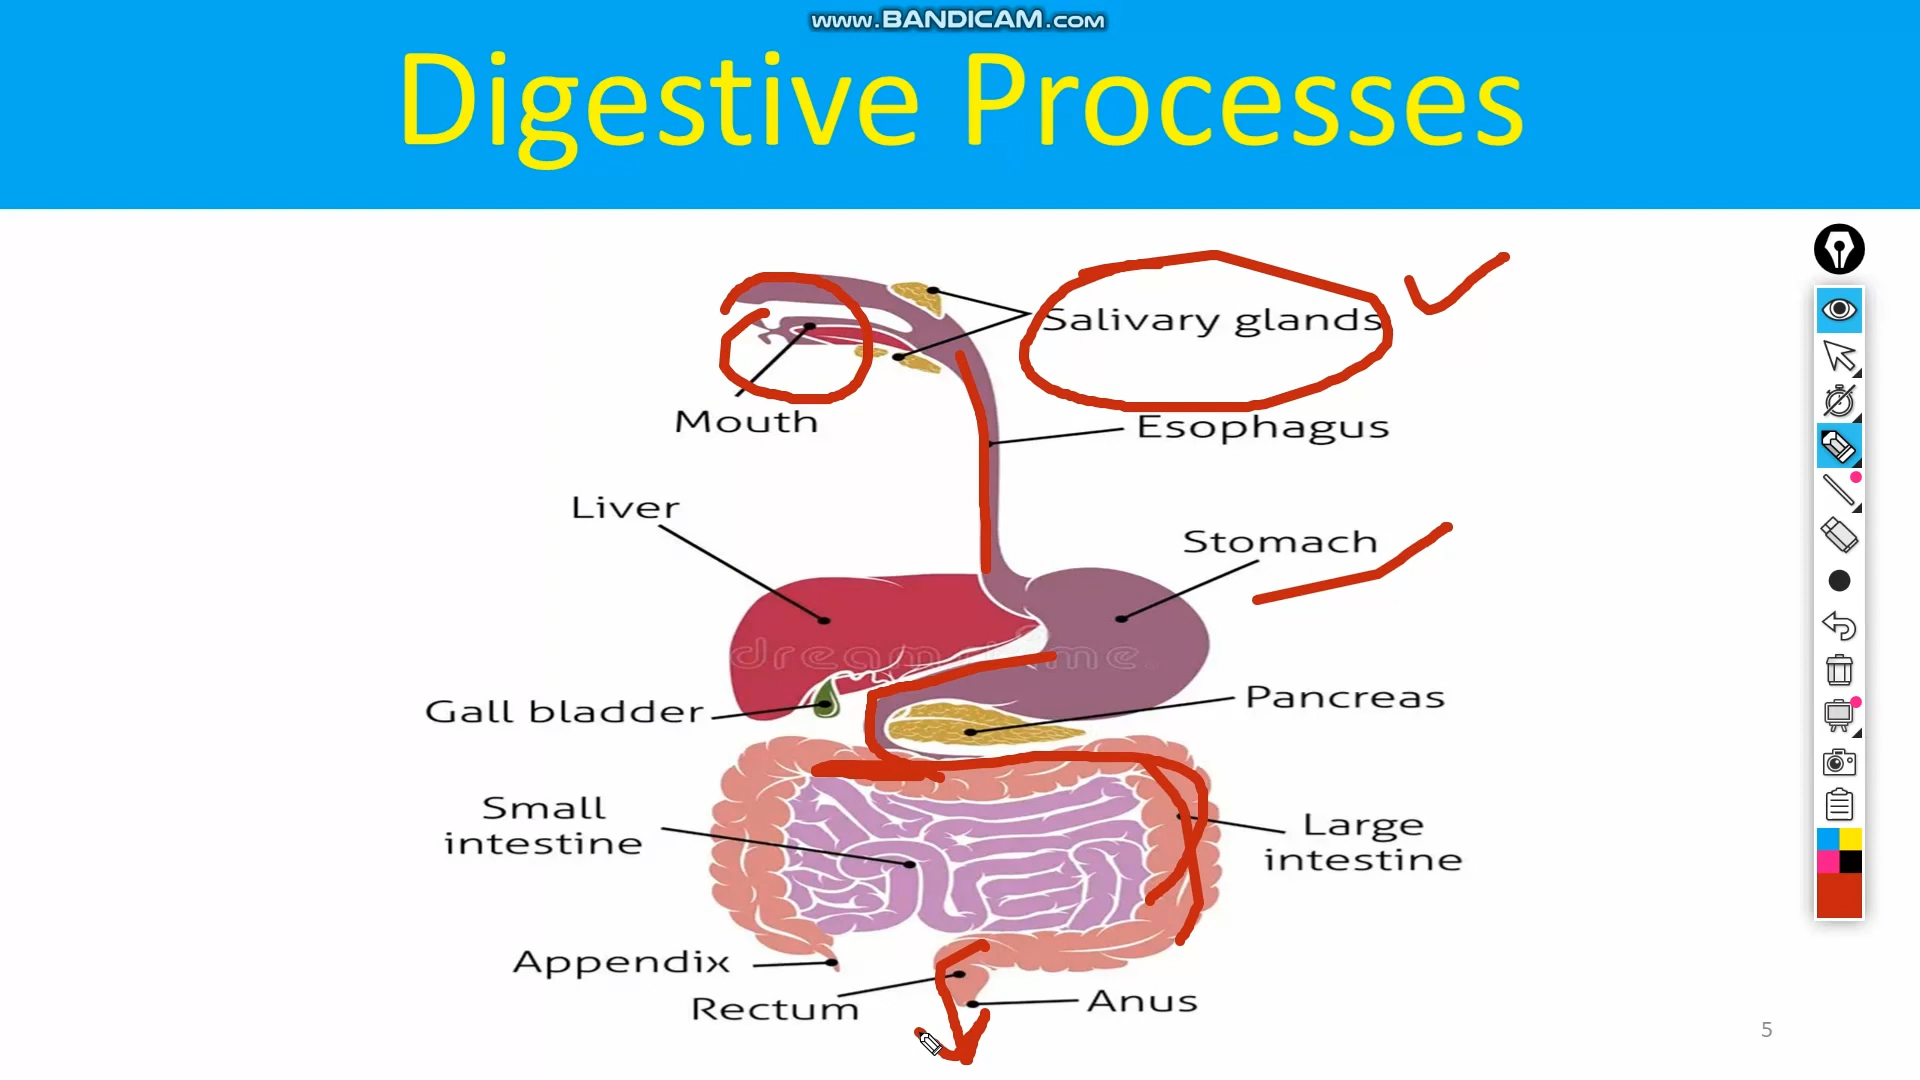 www.BANDICAM.com
Digestive Processes
Salivary glands
Mouth
Esophagus
Liver
Stomach
Gall bladder
Pancreas
Small
intestine
Large
intestine
Appendix
Rectum
Anus
5